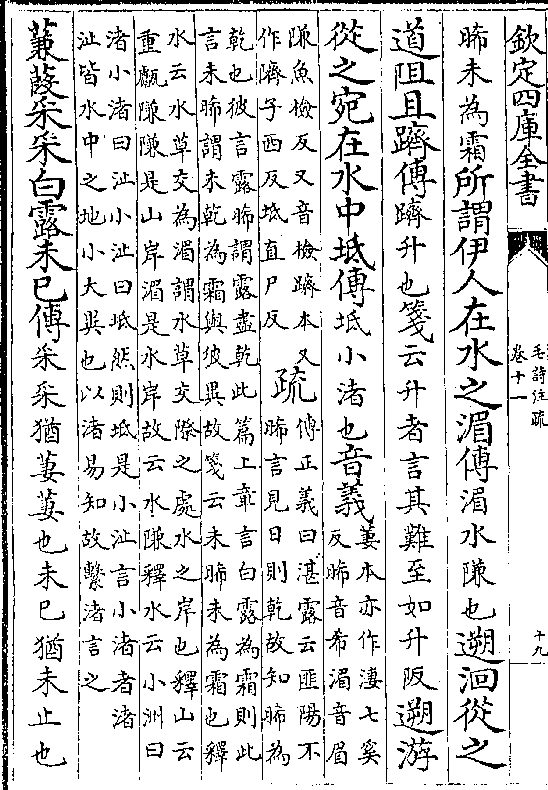 欽定四庫全書
毛詩注疏
卷十一
十九
晞未為霜所謂伊人在水之湄傳湄水隒也遡洄從之
道阻且躋傳躋升也箋云升者言其難至如升阪遡游
從之宛在水中坻傳坻小渚也音義
萋本亦作淒七奚
反晞音希湄音眉
隒魚檢反又音檢躋本又
作隮子西反坻直尸反
疏
傳正義曰湛露云匪陽不
晞言見日則乾故知晞為
乾也彼言露晞謂露盡乾此篇上章言白露為霜則此
言未晞謂未乾為霜與坡異故箋云未晞未為霜也釋
水云水草交為湄謂水草交際之處水之岸也釋山云
重甗隒隒是山岸湄是水岸故云水隒釋水云小洲曰
渚小渚曰沚小沚曰坻然則坻是小沚言小渚者渚
沚皆水中之地小大異也以渚易知故繫渚言之
蒹葭采采白露未已傳采采猶萋萋也未已猶未止也